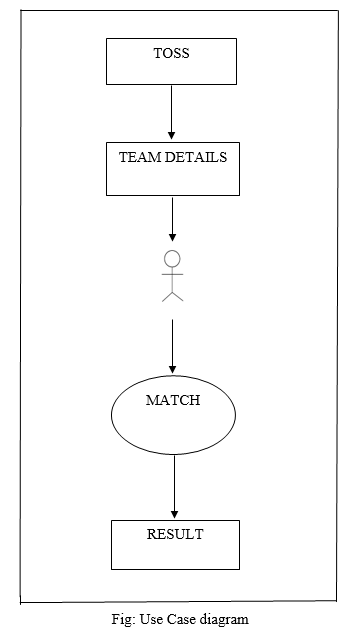 TOSS
TEAM DETAILS
MATCH
RESULT
Fig: Use Case diagram